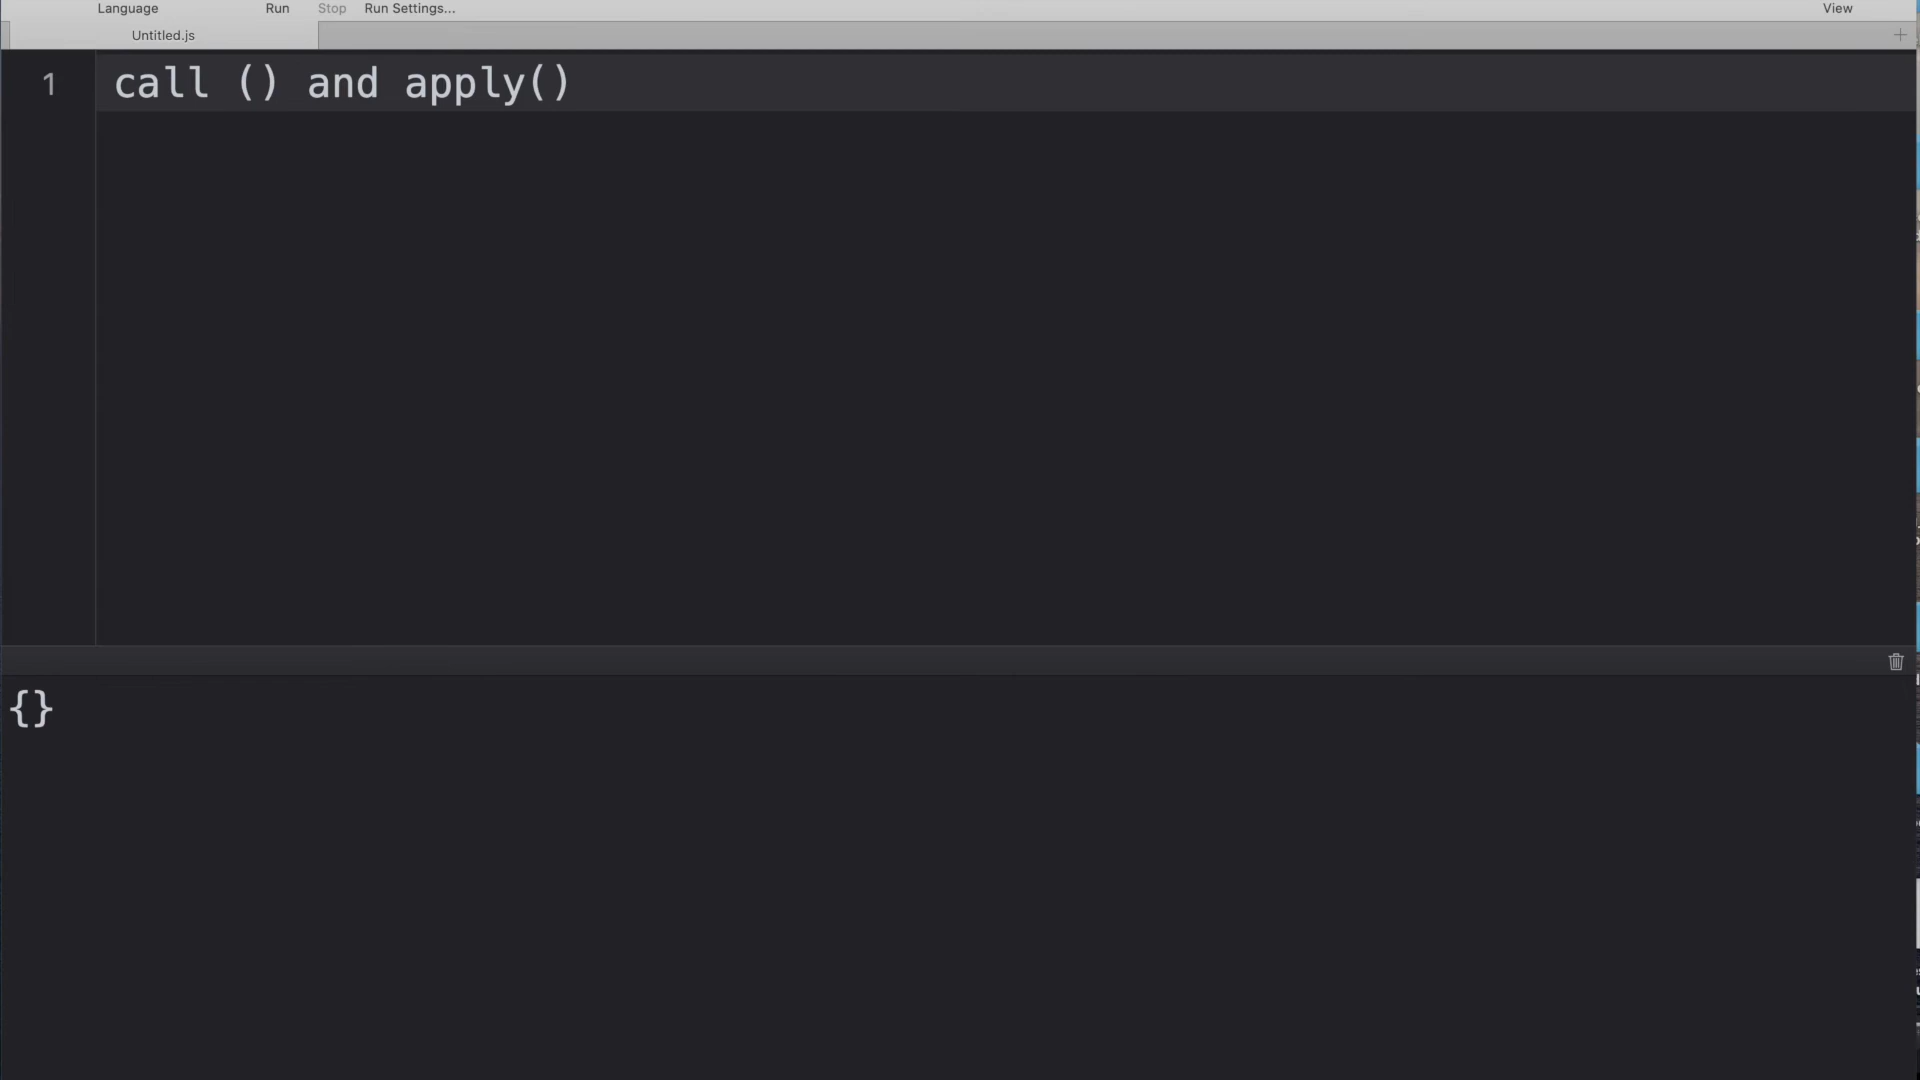 Language Run Stop Run Settings... View
Untitled.js
1 call () and apply()
{}